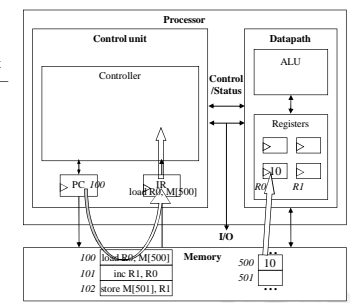 Processor
Control unit
Datapath
ALU
Controller
Control
/Status
Registers
10
PC 100
IR
load R0, M[500]
R0
R1
I/O
Memory
100 load R0, M[500]
101 inc R1, R0
102 store M[501], R1
...
500 10
501
...